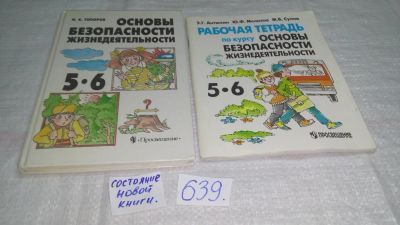 И. К. ТОПОРОВ
ОСНОВЫ
БЕЗОПАСНОСТИ
ЖИЗНЕДЕЯТЕЛЬНОСТИ
5•6
?
«Просвещение»
РАБОЧАЯ ТЕТРАДЬ
по курсу ОСНОВЫ
БЕЗОПАСНОСТИ
ЖИЗНЕДЕЯТЕЛЬНОСТИ
5•6
ПРОСВЕЩЕНИЕ
СОСТОЯНИЕ
НОВОЙ
КНИГИ.
639.